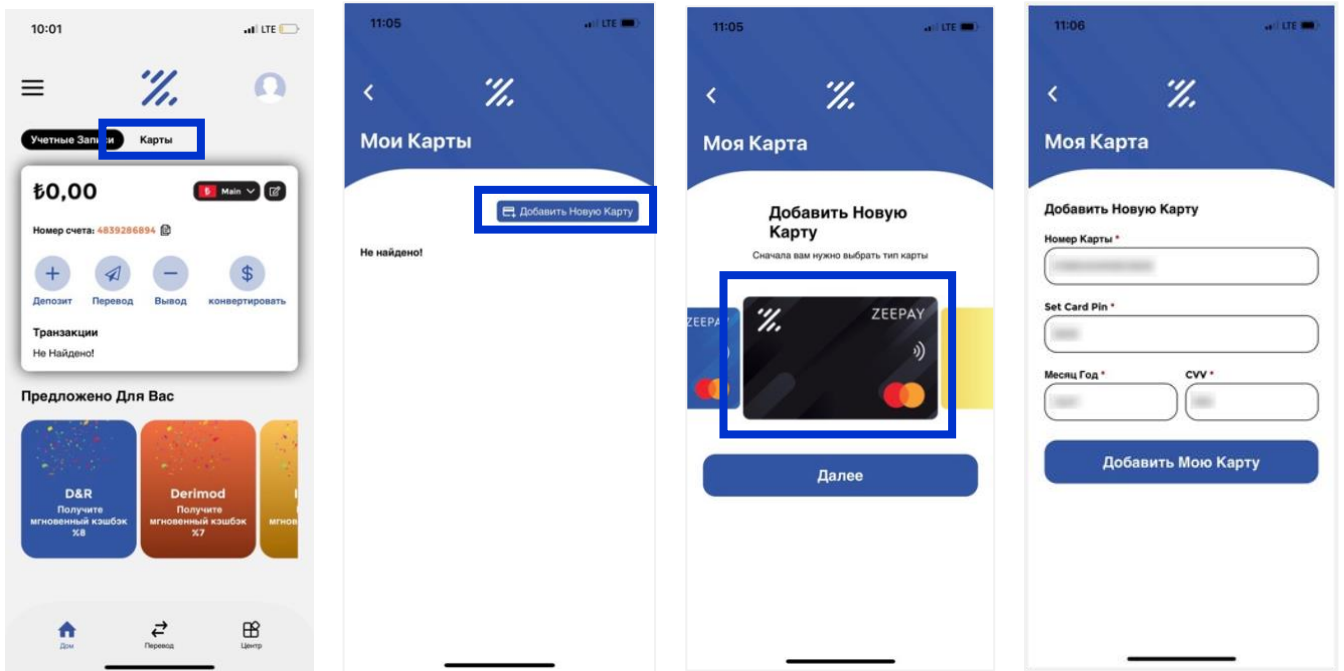 10:01
LTE
Учетные Записи
Карты
₺0,00
₺ Main
Номер счета: 4839286894
Депозит
Перевод
Вывод
конвертировать
Транзакции
Не Найдено!
Предложено Для Вас
D&R
Получите
мгновенный кэшбэк
%8
Derimod
Получите
мгновенный кэшбэк
%7
Дом
Перевод
Центр
11:05
LTE
Мои Карты
Добавить Новую Карту
Не найдено!
11:05
LTE
Моя Карта
Добавить Новую
Карту
Сначала вам нужно выбрать тип карты
ZEEPAY
Далее
11:06
LTE
Моя Карта
Добавить Новую Карту
Номер Карты *
Set Card Pin *
Месяц Год *
CVV *
Добавить Мою Карту